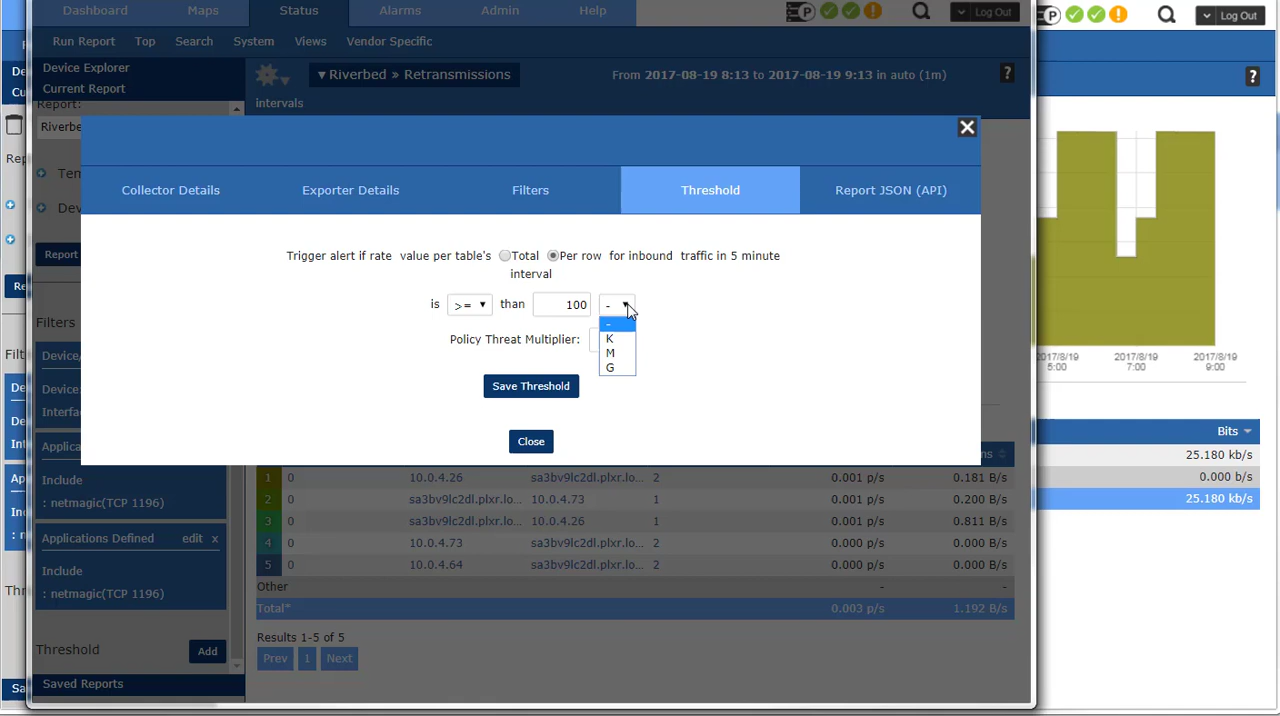 Dashboard Maps Status Alarms Admin Help Log Out Log Out
Run Report Top Search System Views Vendor Specific
Device Explorer
Current Report
▼ Riverbed » Retransmissions
From 2017-08-19 8:13 to 2017-08-19 9:13 in auto (1m)
intervals
?
?
Report:
Riverbe
Collector Details Exporter Details Filters Threshold Report JSON (API)
Trigger alert if rate value per table's Total Per row for inbound traffic in 5 minute
interval
is >= than 100 -
-
K
M
G
Policy Threat Multiplier:
Save Threshold
Close
Report
Filters
Device/
Device:
Interfa
Applica
Include
: netmagic(TCP 1196)
Applications Defined edit x
Include
: netmagic(TCP 1196)
Threshold Add
Saved Reports
ns
1 0 10.0.4.26 sa3bv9lc2dl.plxr.lo... 2 0.001 p/s 0.181 B/s
2 0 sa3bv9lc2dl.plxr.lo... 10.0.4.73 1 0.001 p/s 0.200 B/s
3 0 sa3bv9lc2dl.plxr.lo... 10.0.4.26 1 0.001 p/s 0.811 B/s
4 0 10.0.4.73 sa3bv9lc2dl.plxr.lo... 2 0.000 p/s 0.000 B/s
5 0 10.0.4.64 sa3bv9lc2dl.plxr.lo... 2 0.000 p/s 0.000 B/s
Other - -
Total* 0.003 p/s 1.192 B/s
Results 1-5 of 5
Prev 1 Next
2017/8/19 2017/8/19 2017/8/19
5:00 7:00 9:00
Bits
25.180 kb/s
0.000 b/s
25.180 kb/s